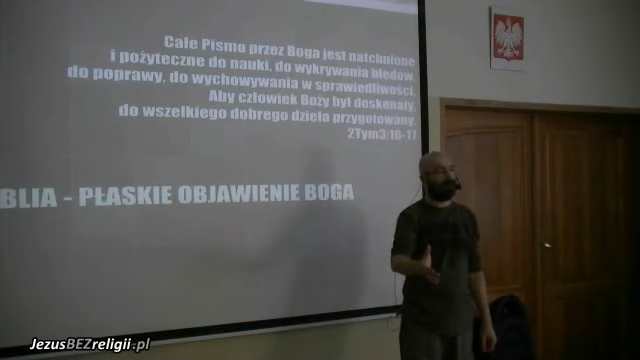 Całe Pismo przez Boga jest natchnione
i pożyteczne do nauki, do wykrywania błędów,
do poprawy, do wychowywania w sprawiedliwości,
Aby człowiek Boży był doskonały,
do wszelkiego dobrego dzieła przygotowany.
2Tym3:16-17
BLIA - PŁASKIE OBJAWIENIE BOGA
JezusBEZreligii.pl